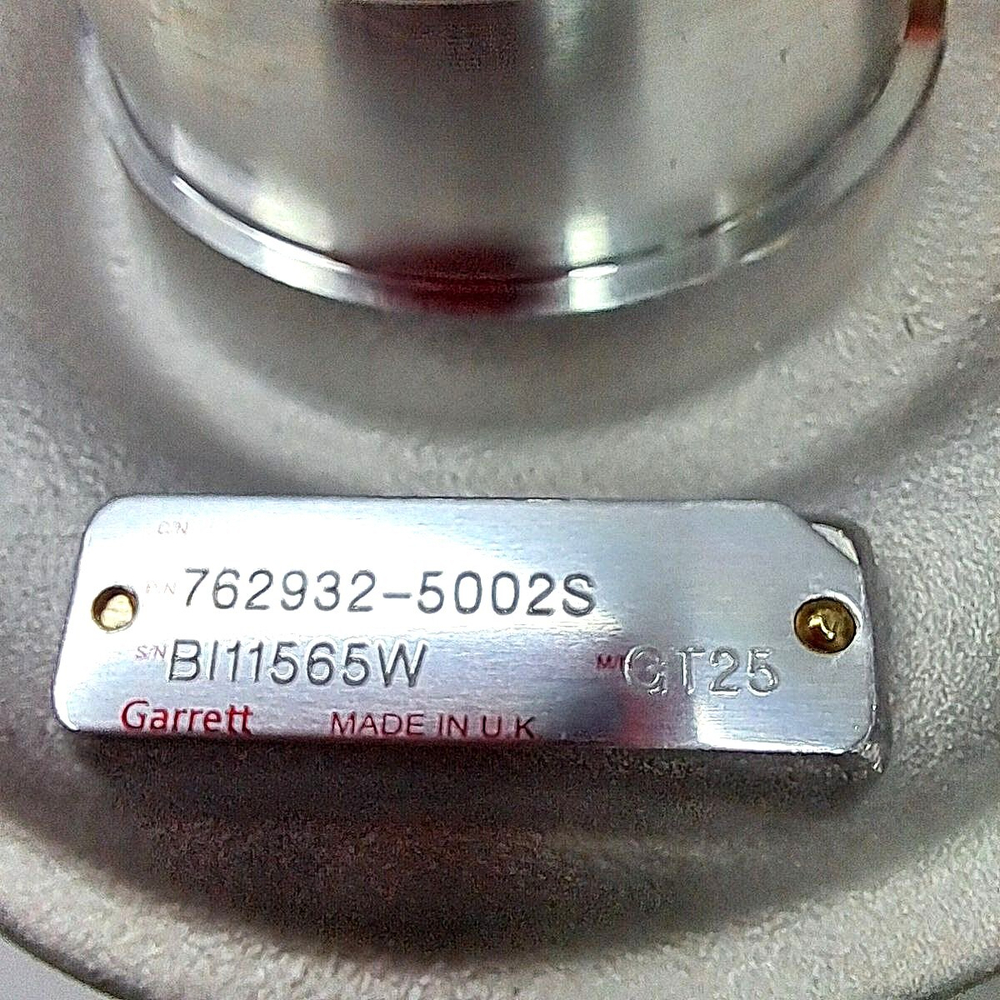 C/N
P/N 762932-5002S
S/N BI11565W M/N GT25
Garrett MADE IN U.K